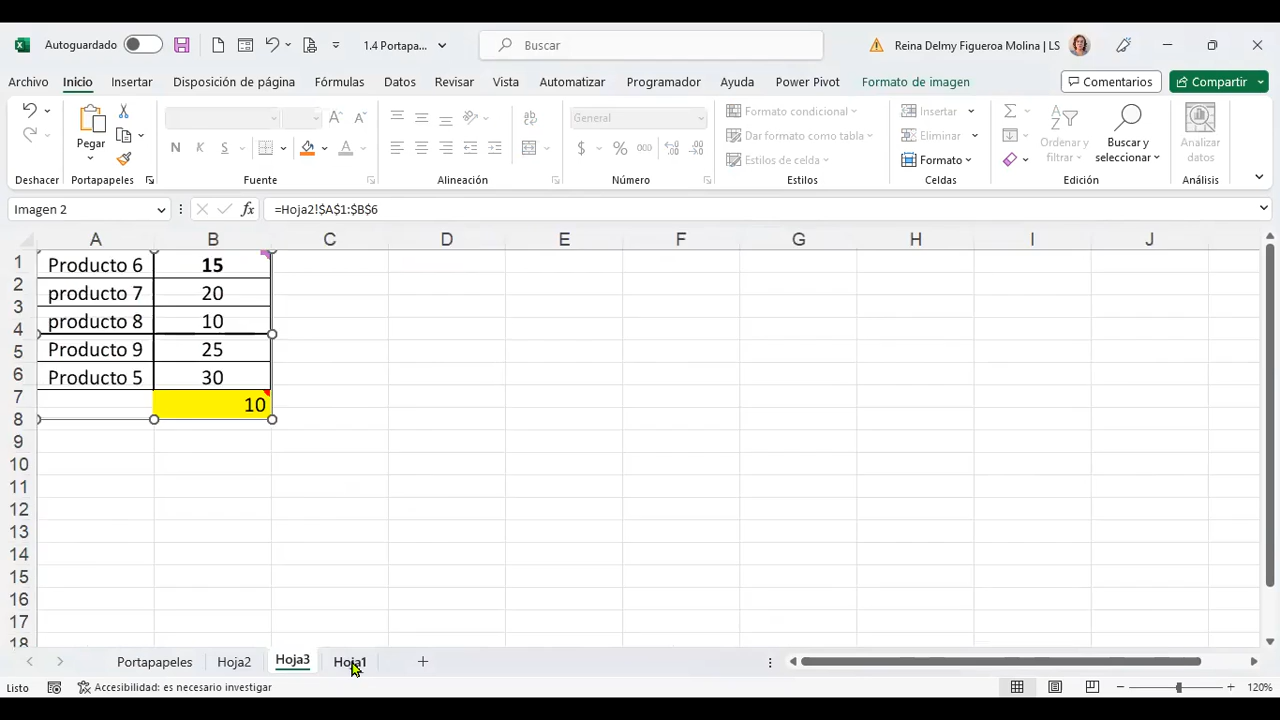 Autoguardado
1.4 Portapa...
Buscar
Reina Delmy Figueroa Molina | LS
Archivo Inicio Insertar Disposición de página Fórmulas Datos Revisar Vista Automatizar Programador Ayuda Power Pivot Formato de imagen Comentarios Compartir
Pegar
N K S
General
$ % 000
Formato condicional
Dar formato como tabla
Estilos de celda
Insertar
Eliminar
Formato
Ordenar y filtrar
Buscar y seleccionar
Analizar datos
Deshacer Portapapeles Fuente Alineación Número Estilos Celdas Edición Análisis
Imagen 2 fx =Hoja2!$A$1:$B$6
A B C D E F G H I J
1 Producto 6 15
2 producto 7 20
3 producto 8 10
4
5 Producto 9 25
6 Producto 5 30
7 10
8
9
10
11
12
13
14
15
16
17
18
Portapapeles Hoja2 Hoja3 Hoja1
Listo Accesibilidad: es necesario investigar 120%